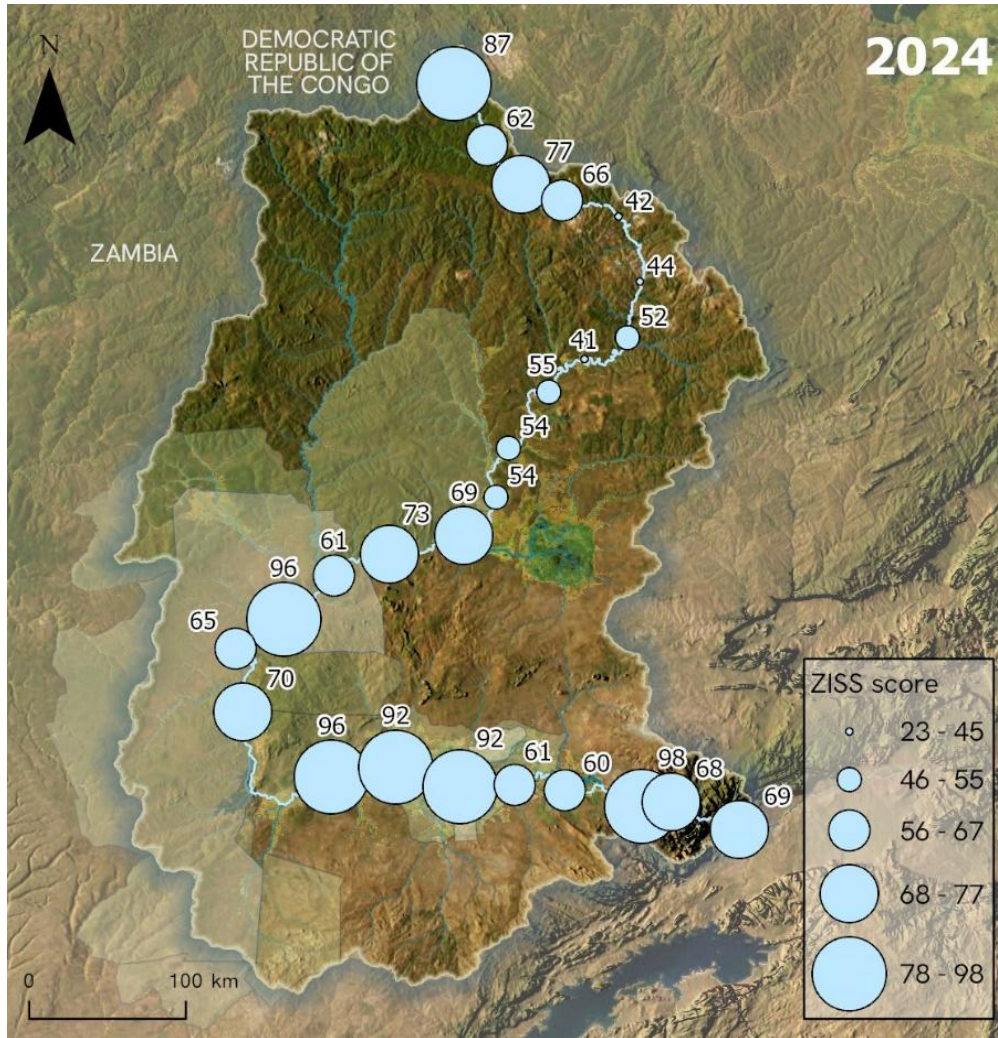 2024
N
DEMOCRATIC
REPUBLIC OF
THE CONGO
ZAMBIA
87
62
77
66
42
44
52
41
55
54
54
69
73
61
96
65
70
96
92
92
61
60
98
68
69
ZISS score
23 - 45
46 - 55
56 - 67
68 - 77
78 - 98
0 100 km